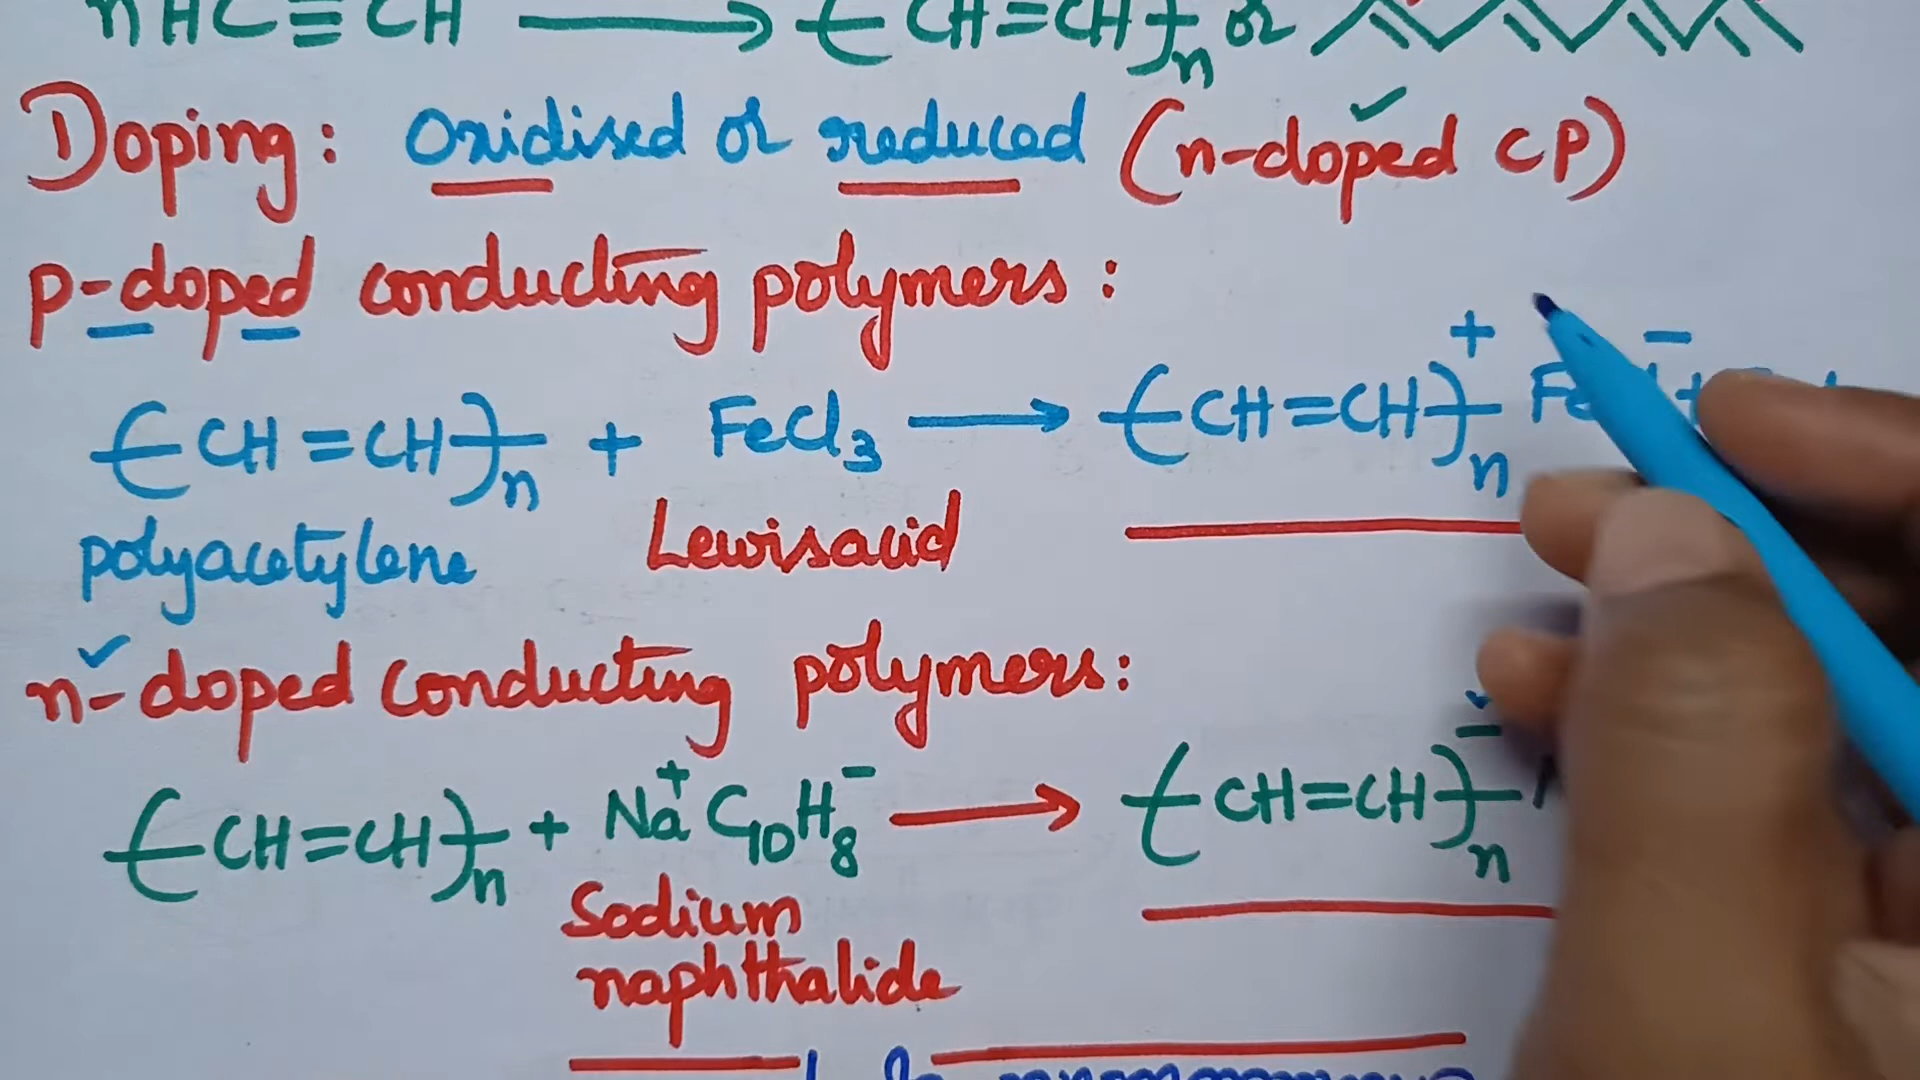 nHC≡CH ⟶ (CH=CH)n or
Doping: Oxidised or reduced (n-doped CP)
p-doped conducting polymers:
(CH=CH)n + FeCl3 ⟶ (CH=CH)n+
polyacetylene Lewisacid
n-doped conducting polymers:
(CH=CH)n + Na+ C10H8− ⟶ (CH=CH)n−
Sodium
naphthalide